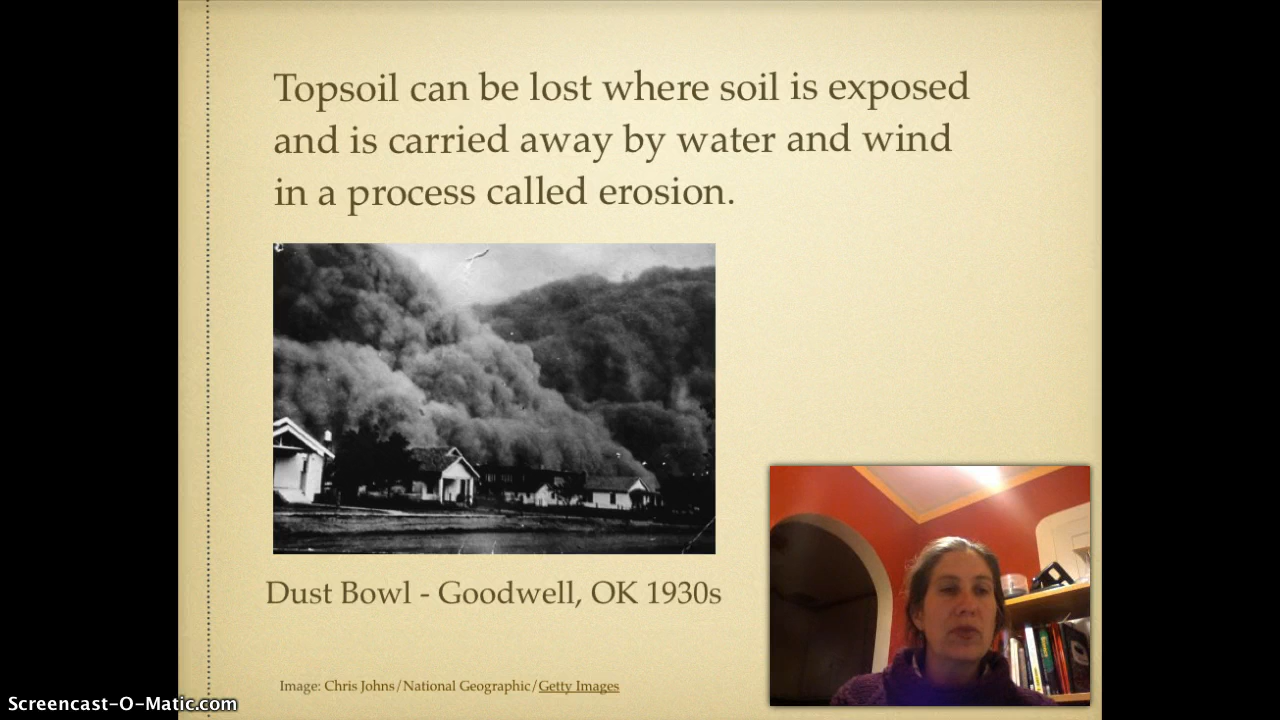 Topsoil can be lost where soil is exposed
and is carried away by water and wind
in a process called erosion.
Dust Bowl - Goodwell, OK 1930s
Image: Chris Johns/National Geographic/Getty Images
Screencast-O-Matic.com